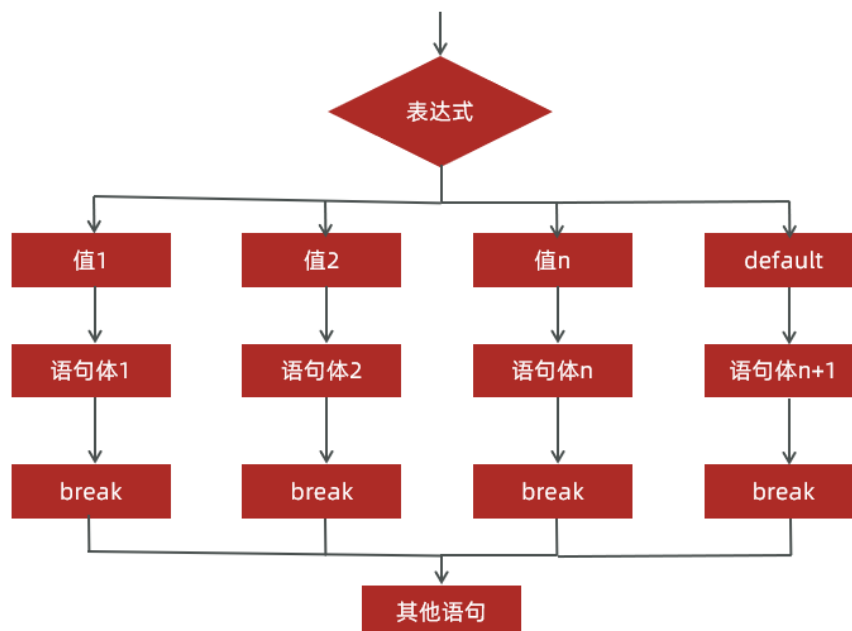 表达式
值1
值2
值n
default
语句体1
语句体2
语句体n
语句体n+1
break
break
break
break
其他语句